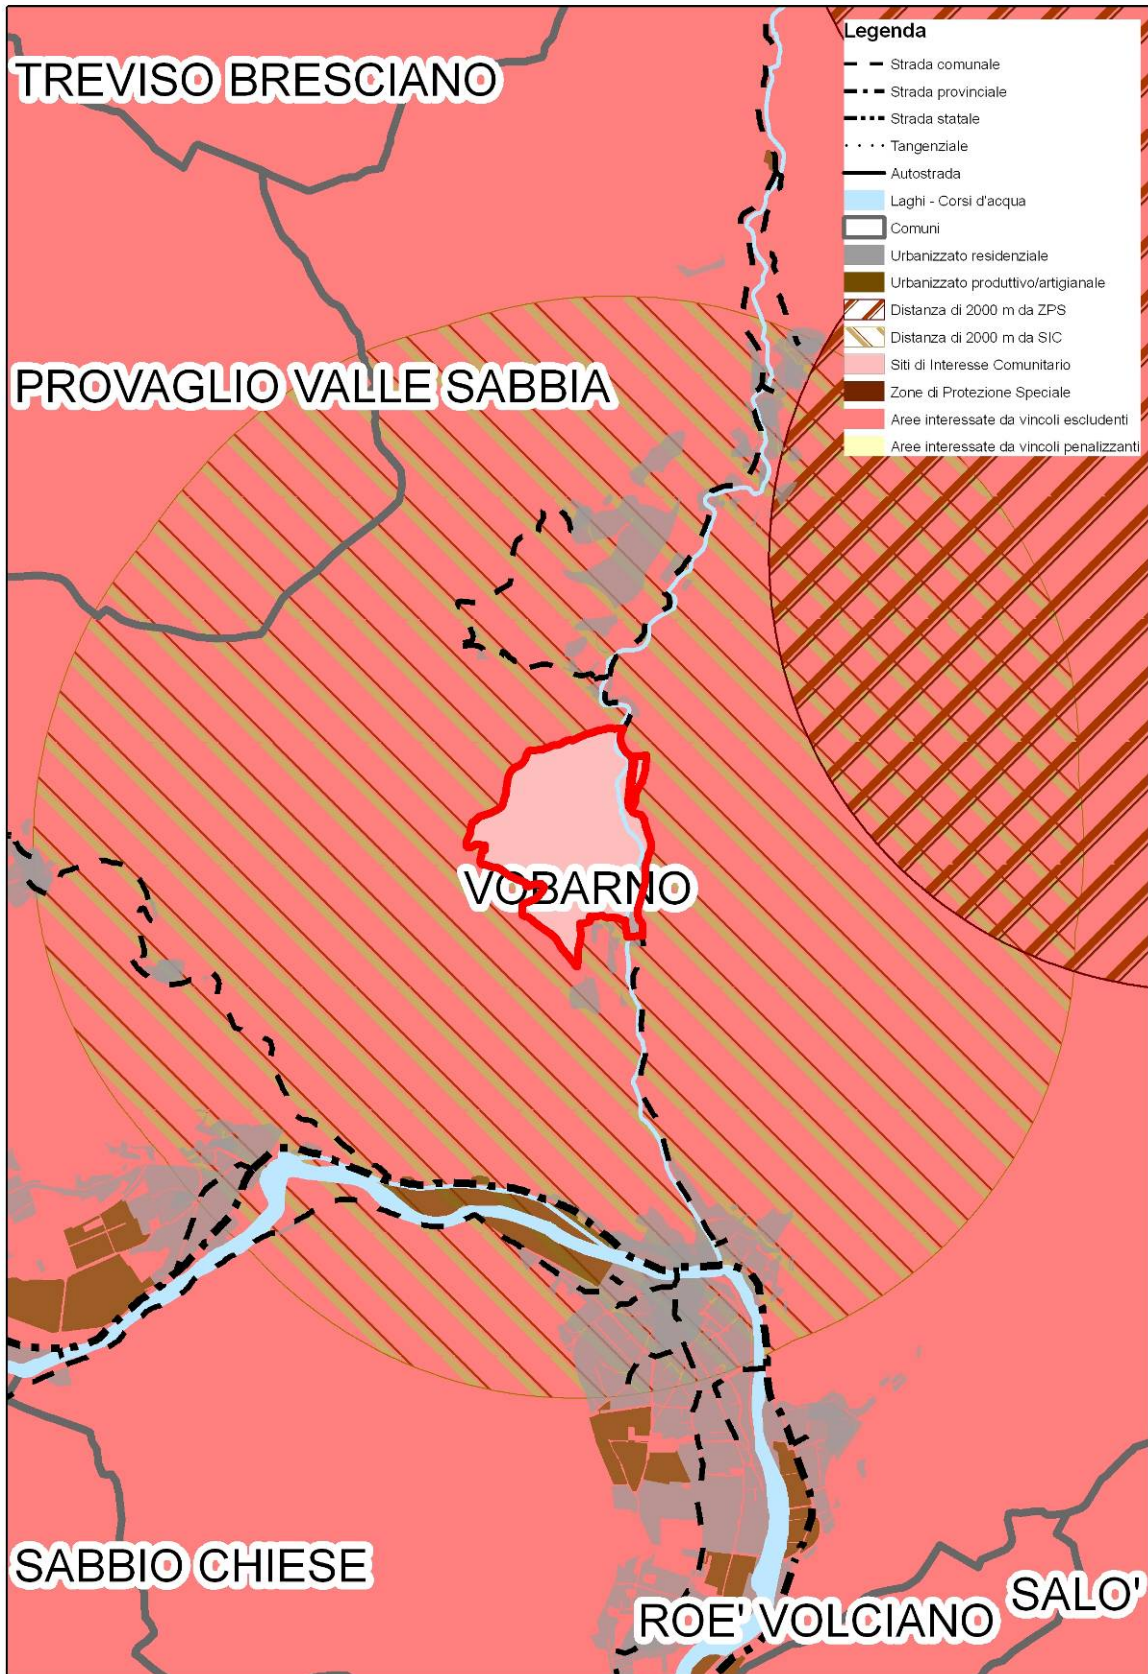 Legenda
Strada comunale
Strada provinciale
Strada statale
Tangenziale
Autostrada
Laghi - Corsi d'acqua
Comuni
Urbanizzato residenziale
Urbanizzato produttivo/artigianale
Distanza di 2000 m da ZPS
Distanza di 2000 m da SIC
Siti di Interesse Comunitario
Zone di Protezione Speciale
Aree interessate da vincoli escludenti
Aree interessate da vincoli penalizzanti
TREVISO BRESCIANO
PROVAGLIO VALLE SABBIA
VOBARNO
SABBIO CHIESE
ROE' VOLCIANO
SALO'